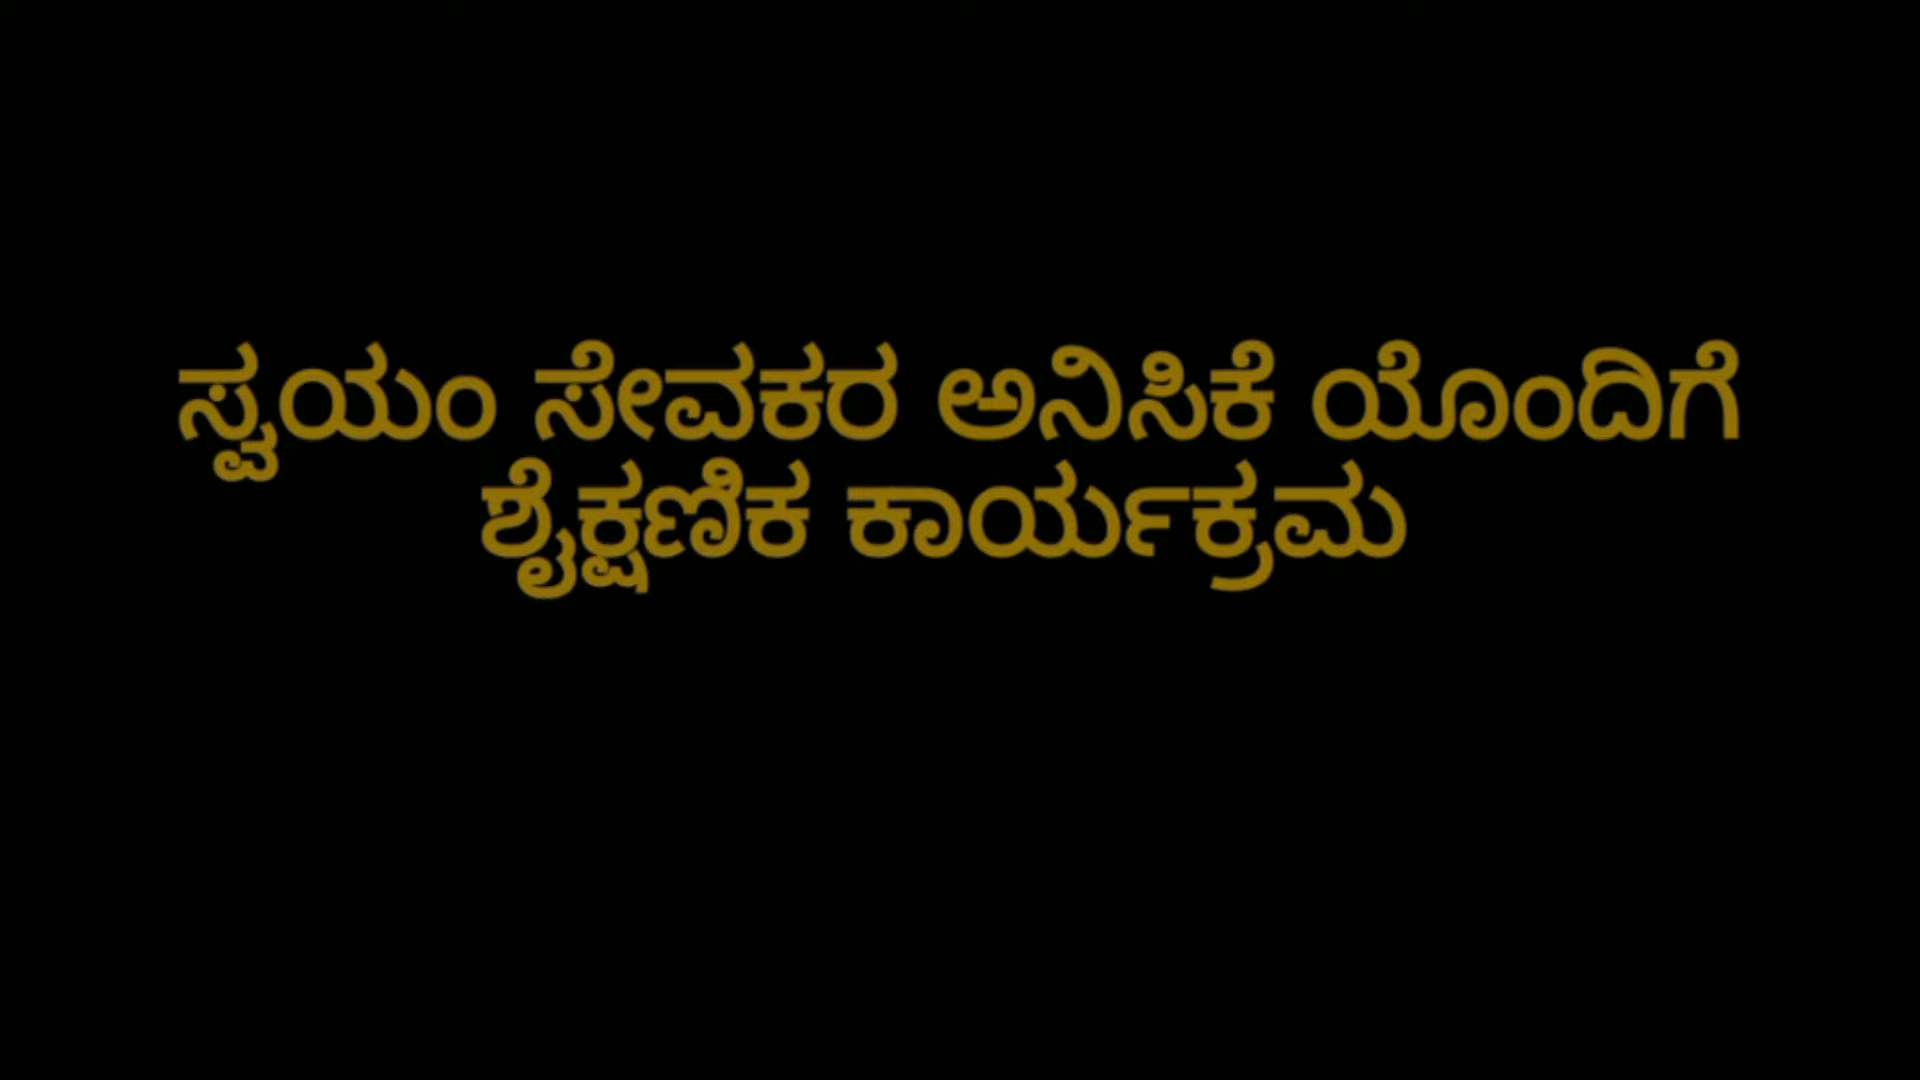 ಸ್ವಯಂ ಸೇವಕರ ಅನಿಸಿಕೆ ಯೊಂದಿಗೆ
ಶೈಕ್ಷಣಿಕ ಕಾರ್ಯಕ್ರಮ